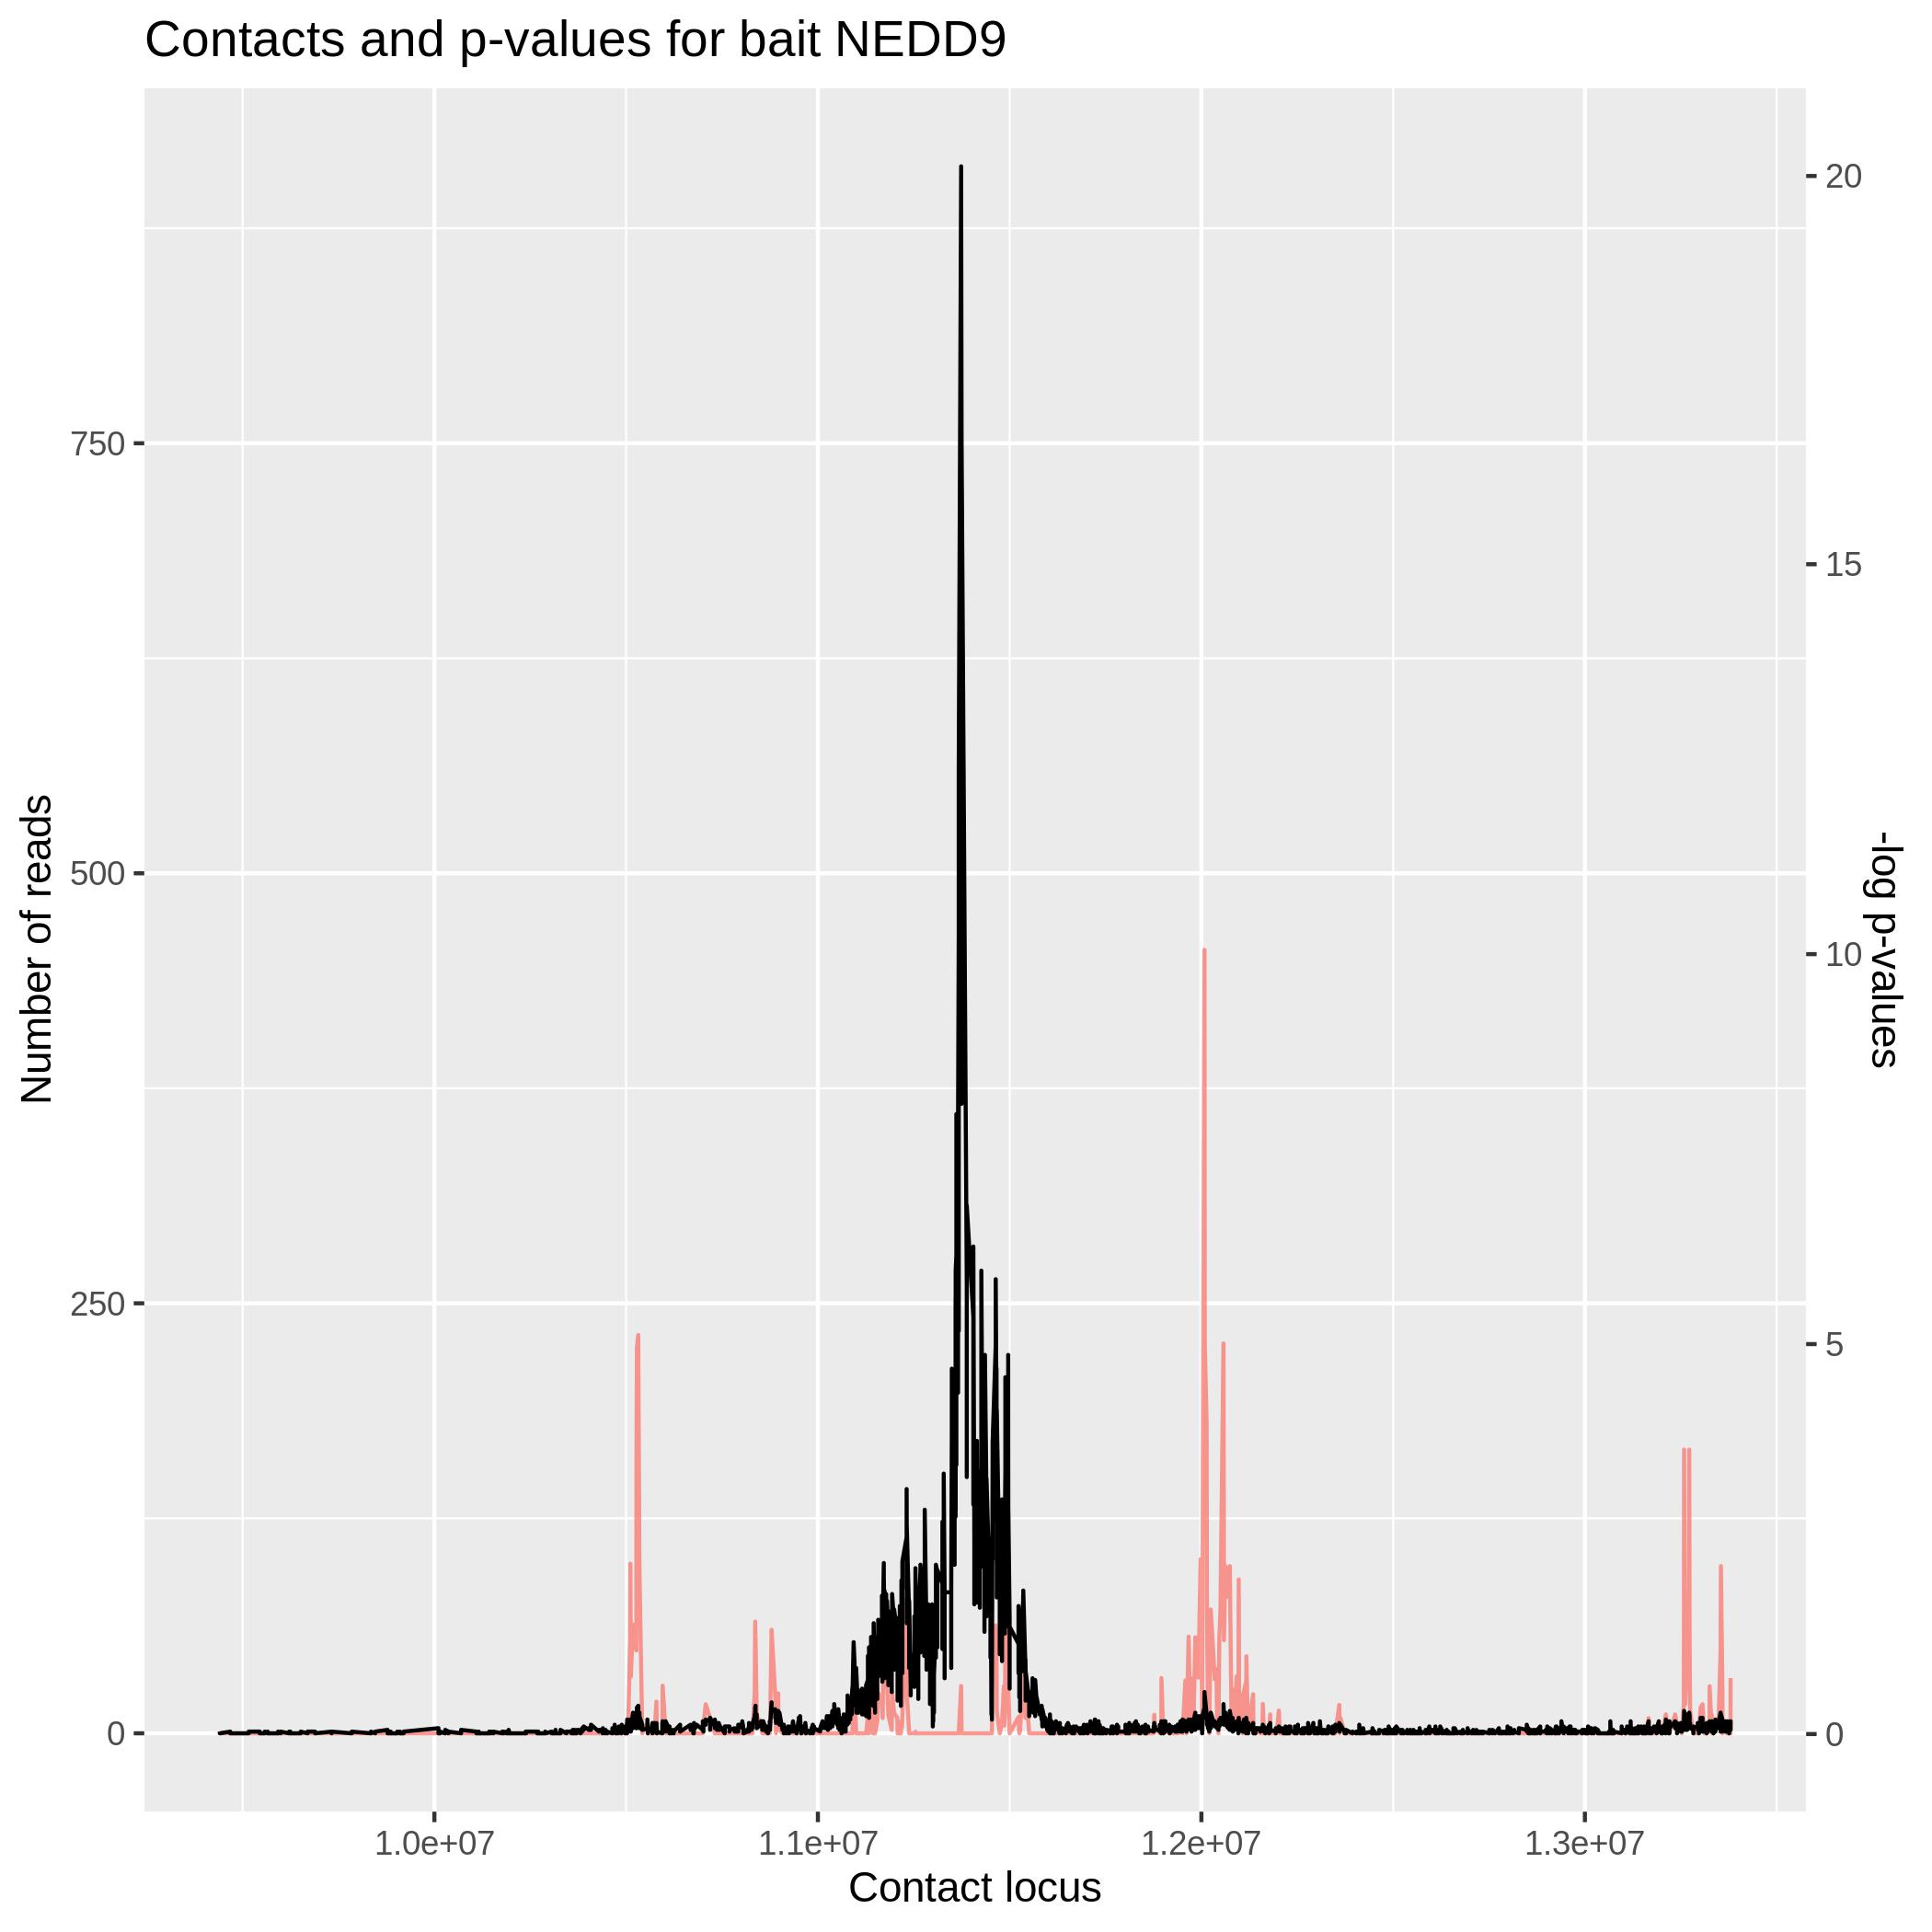 Contacts and p-values for bait NEDD9
Number of reads
750
500
250
0
20
15
10
5
0
-log p-values
1.0e+07
1.1e+07
1.2e+07
1.3e+07
Contact locus